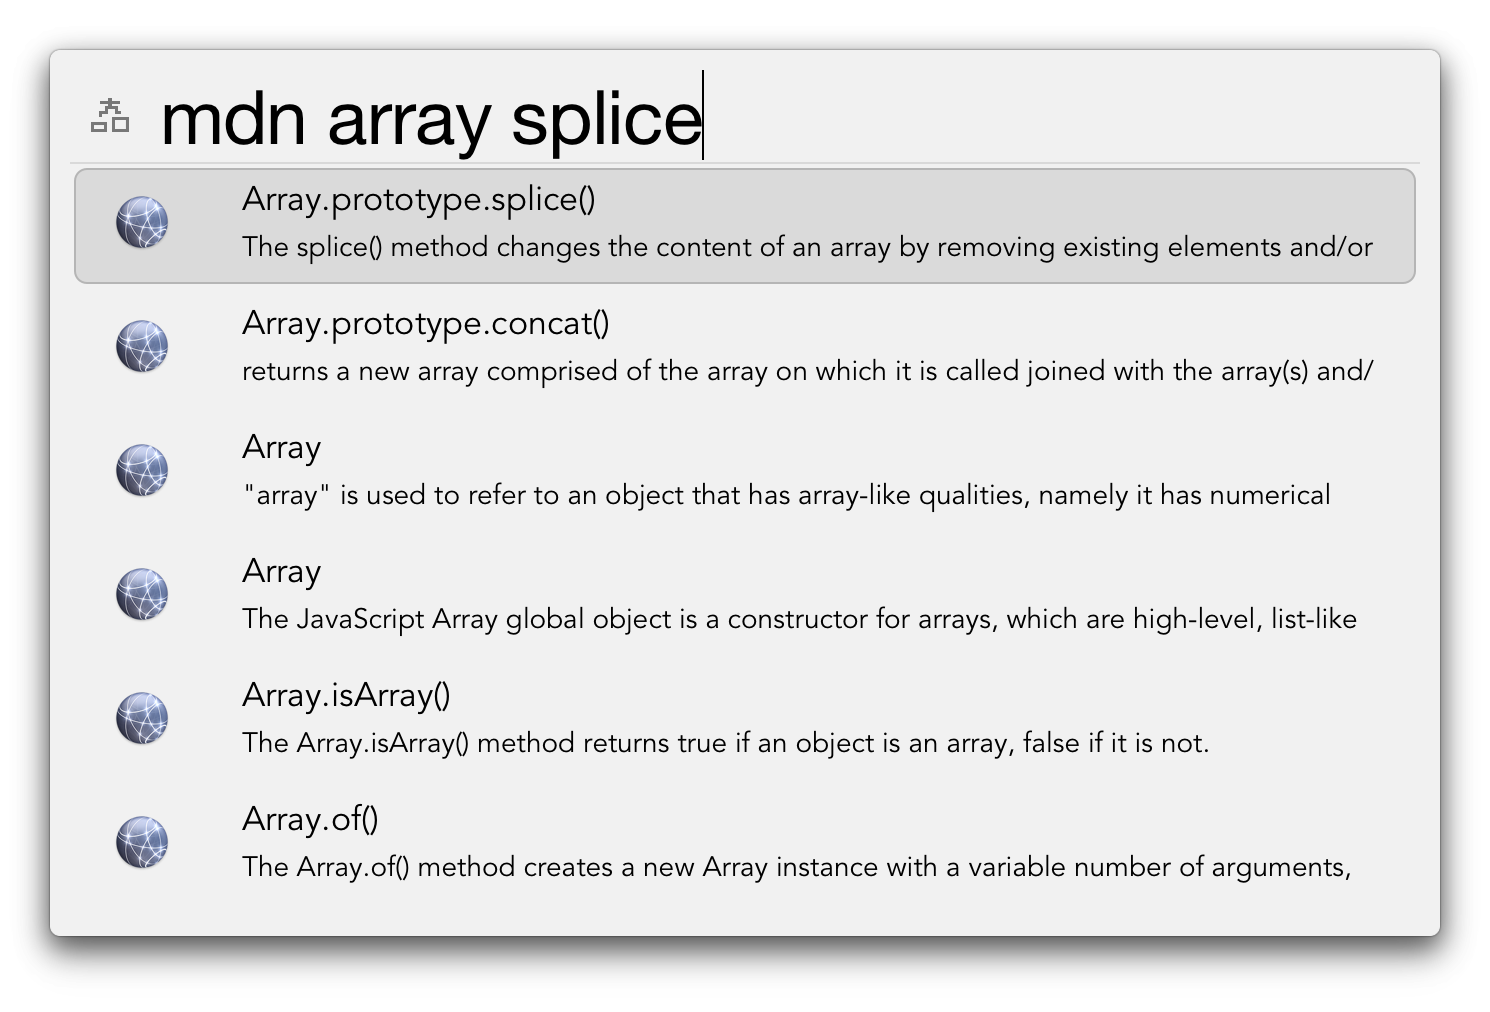 mdn array splice
Array.prototype.splice()
The splice() method changes the content of an array by removing existing elements and/or
Array.prototype.concat()
returns a new array comprised of the array on which it is called joined with the array(s) and/
Array
"array" is used to refer to an object that has array-like qualities, namely it has numerical
Array
The JavaScript Array global object is a constructor for arrays, which are high-level, list-like
Array.isArray()
The Array.isArray() method returns true if an object is an array, false if it is not.
Array.of()
The Array.of() method creates a new Array instance with a variable number of arguments,